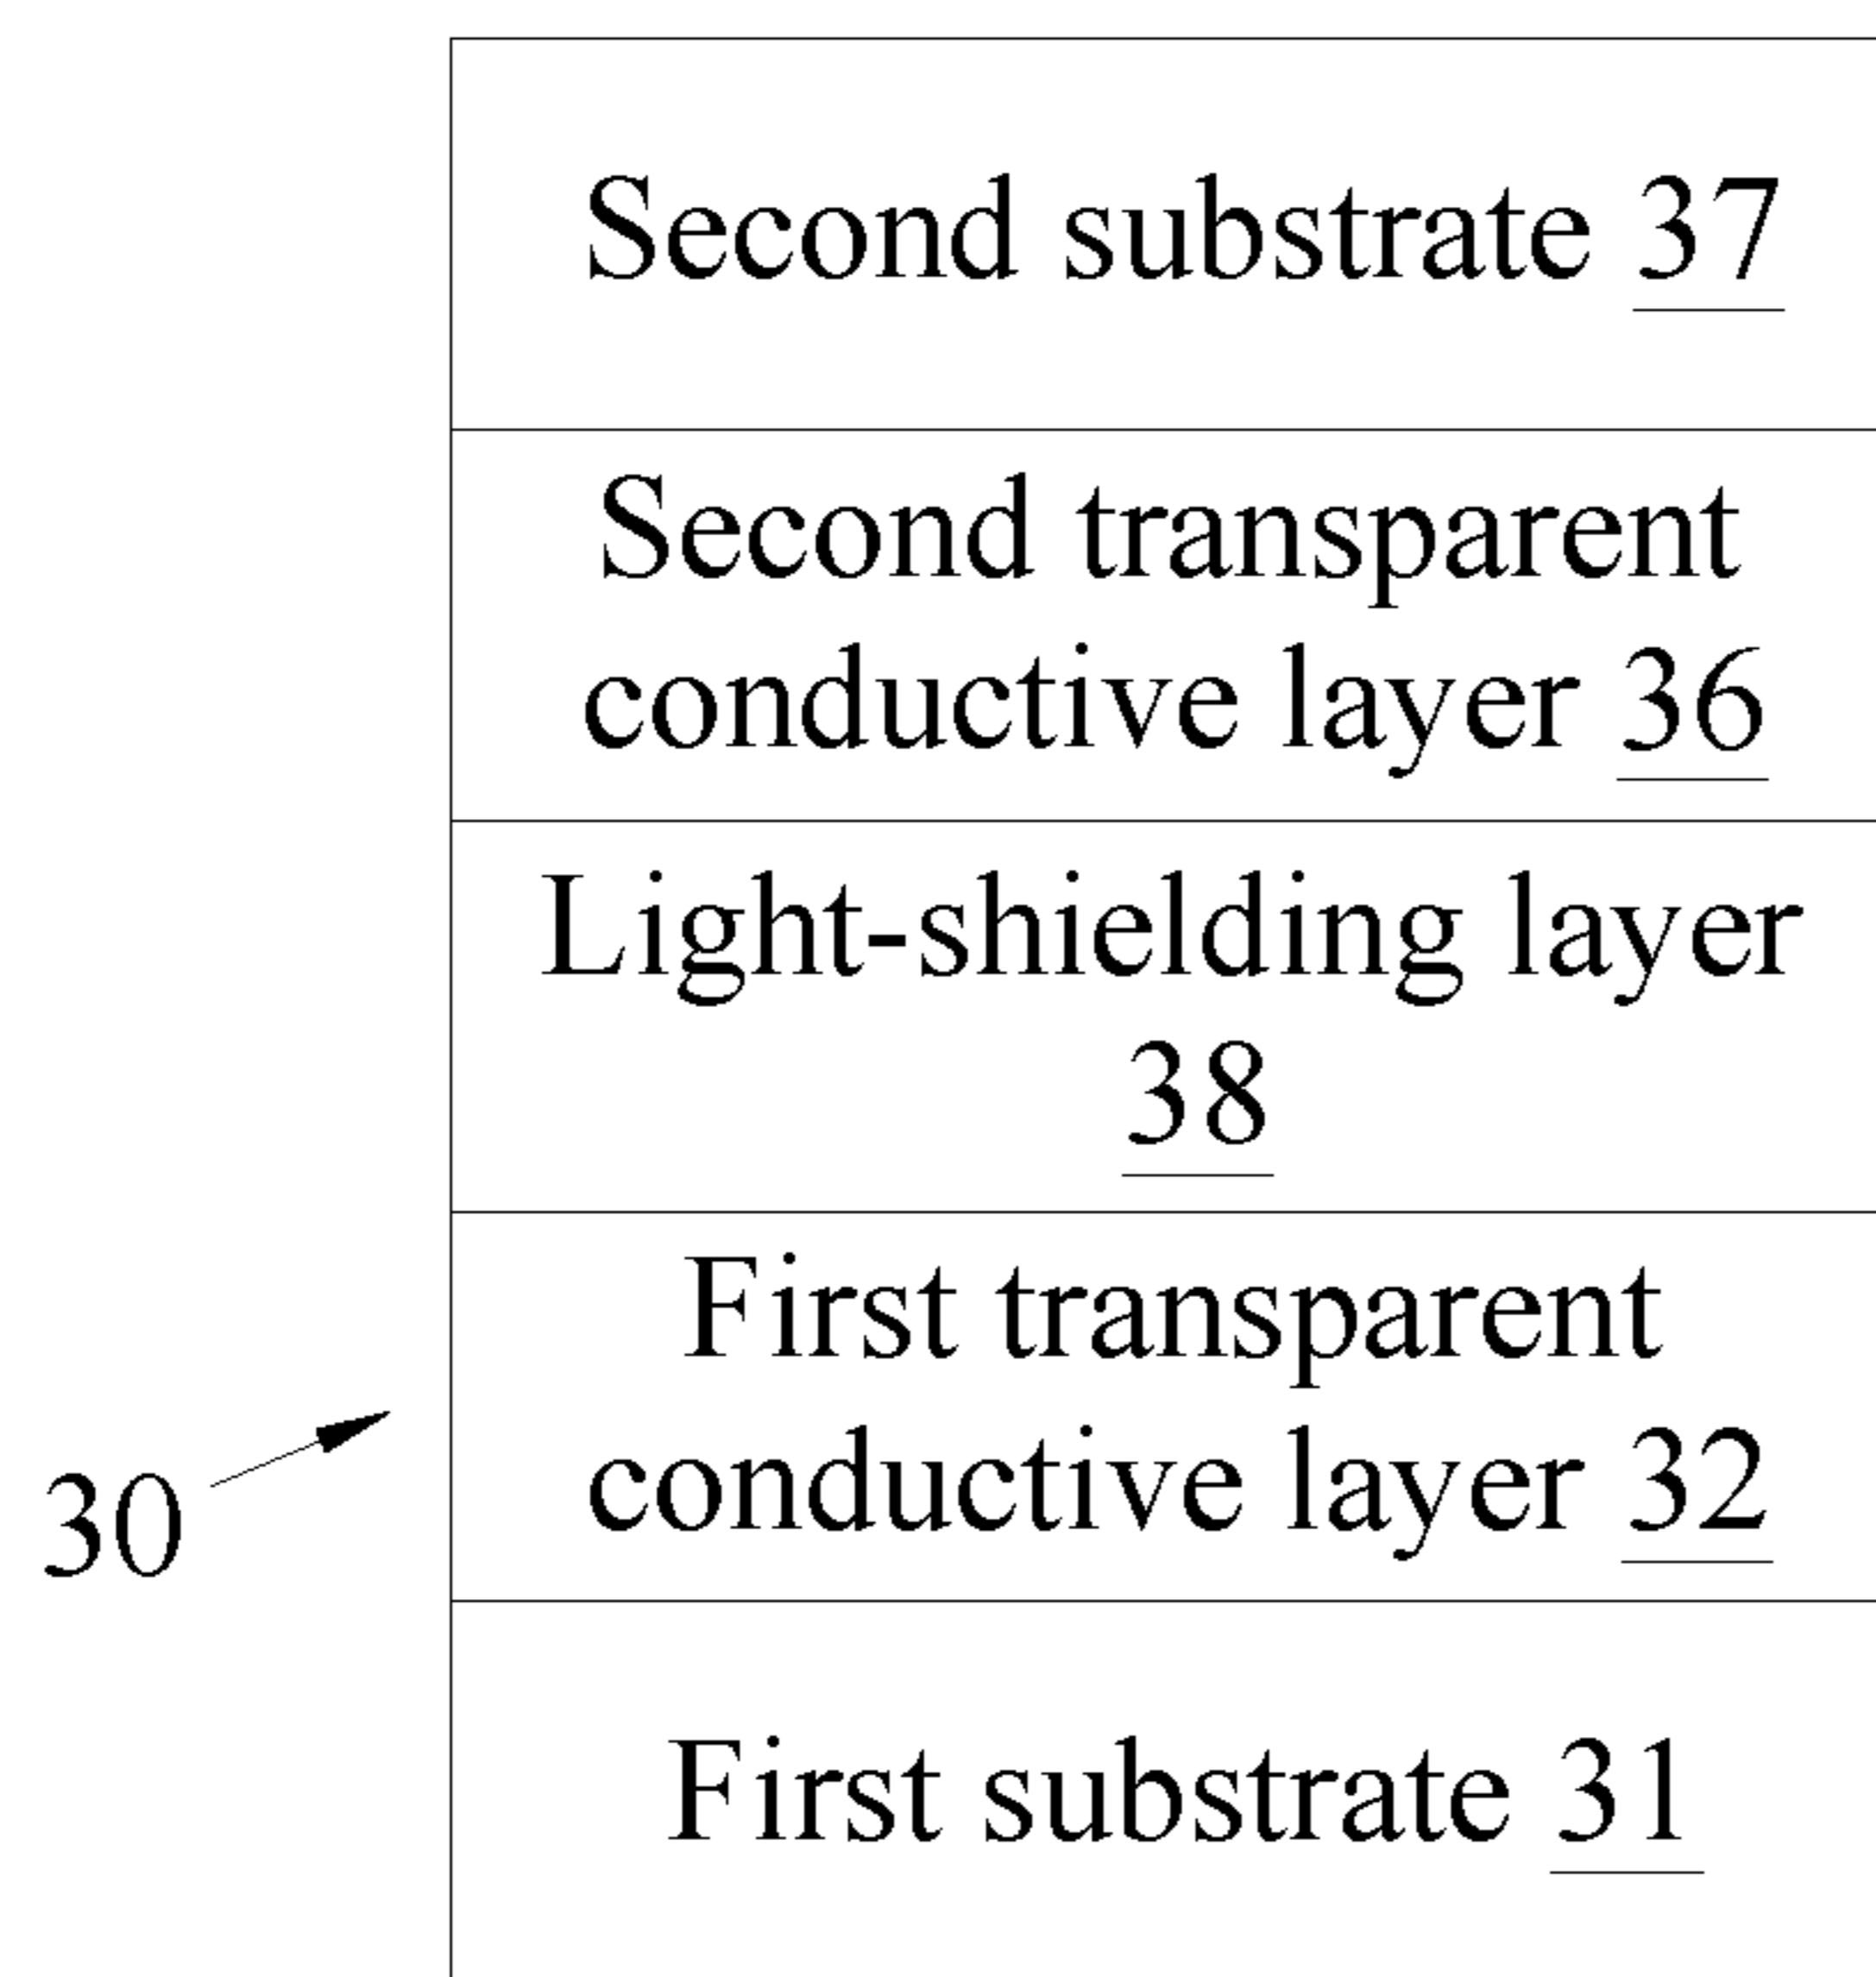 Second substrate 37
Second transparent
conductive layer 36
Light-shielding layer
38
First transparent
conductive layer 32
30
First substrate 31